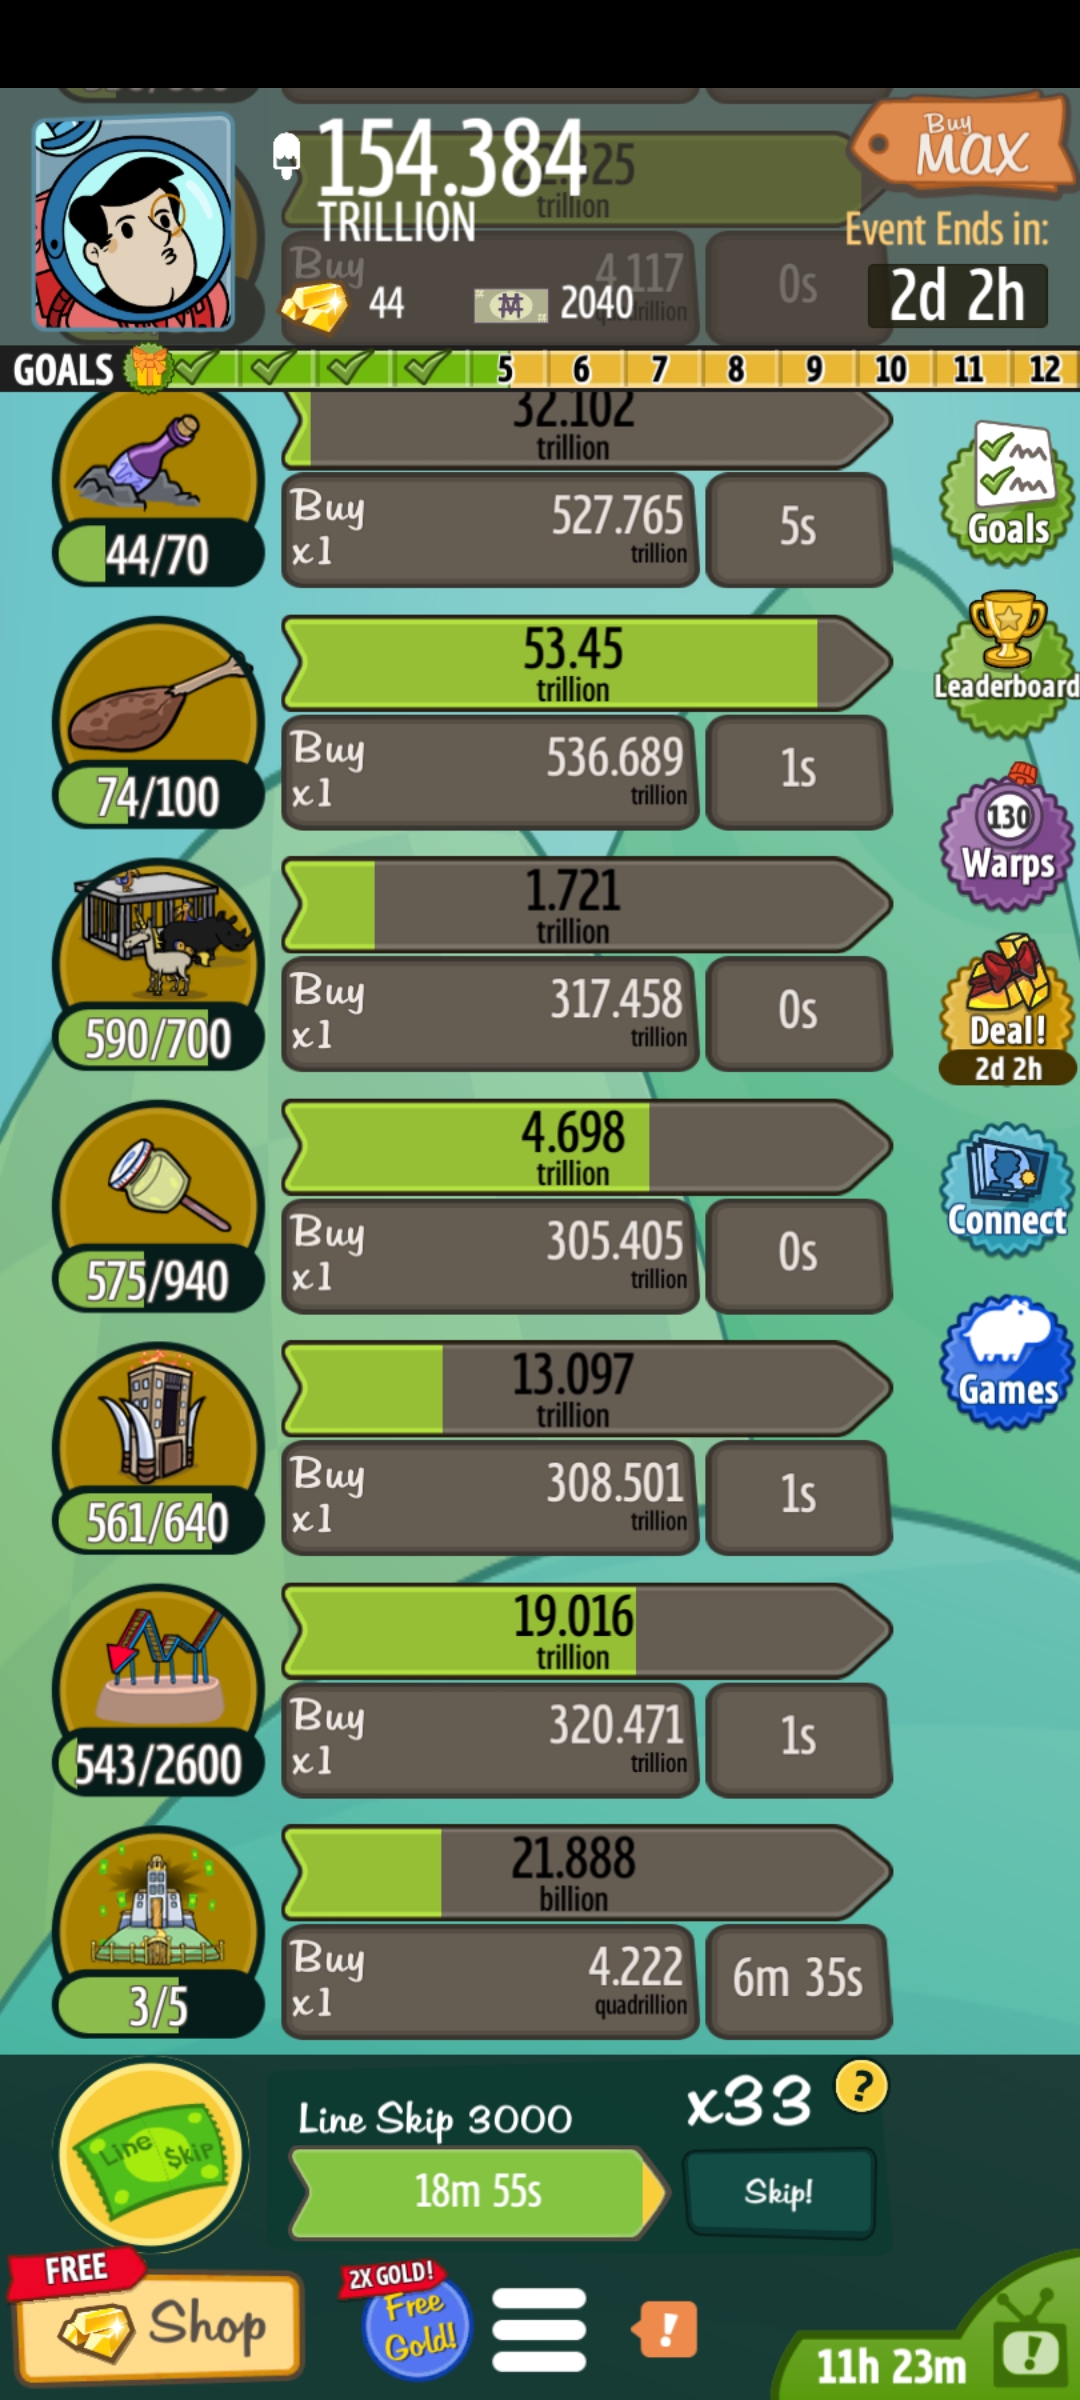 154.384
TRILLION
Buy
MAX
trillion
Event Ends in:
2d 2h
Buy
4.117
0s
44
2040
GOALS
5 6 7 8 9 10 11 12
32.102
trillion
Buy
x1
527.765
trillion
5s
44/70
Goals
53.45
trillion
Buy
x1
536.689
trillion
1s
74/100
Leaderboard
130
Warps
1.721
trillion
Buy
x1
317.458
trillion
0s
590/700
Deal!
2d 2h
4.698
trillion
Buy
x1
305.405
trillion
0s
575/940
Connect
13.097
trillion
Buy
x1
308.501
trillion
1s
561/640
Games
19.016
trillion
Buy
x1
320.471
trillion
1s
543/2600
21.888
billion
Buy
x1
4.222
quadrillion
6m 35s
3/5
Line Skip 3000
x33
?
Line $kip
18m 55s
Skip!
FREE
Shop
2X GOLD!
Free
Gold!
!
11h 23m
!